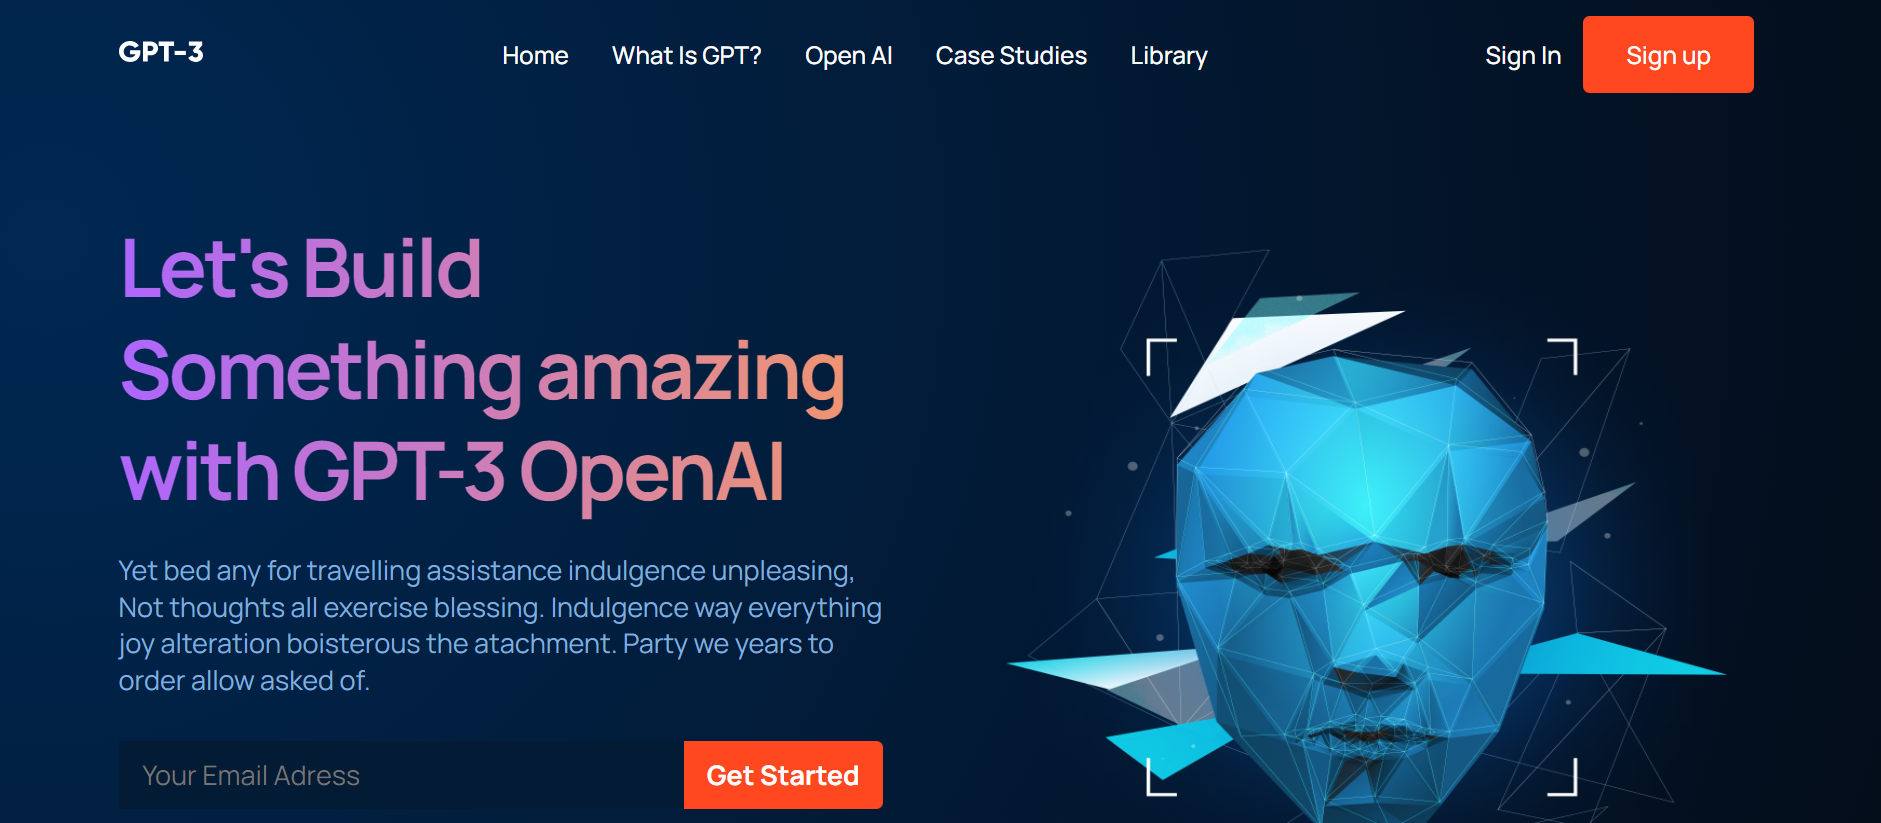 GPT-3
Home
What Is GPT?
Open AI
Case Studies
Library
Sign In
Sign up
Let's Build
Something amazing
with GPT-3 OpenAI
Yet bed any for travelling assistance indulgence unpleasing,
Not thoughts all exercise blessing. Indulgence way everything
joy alteration boisterous the atachment. Party we years to
order allow asked of.
Your Email Adress
Get Started